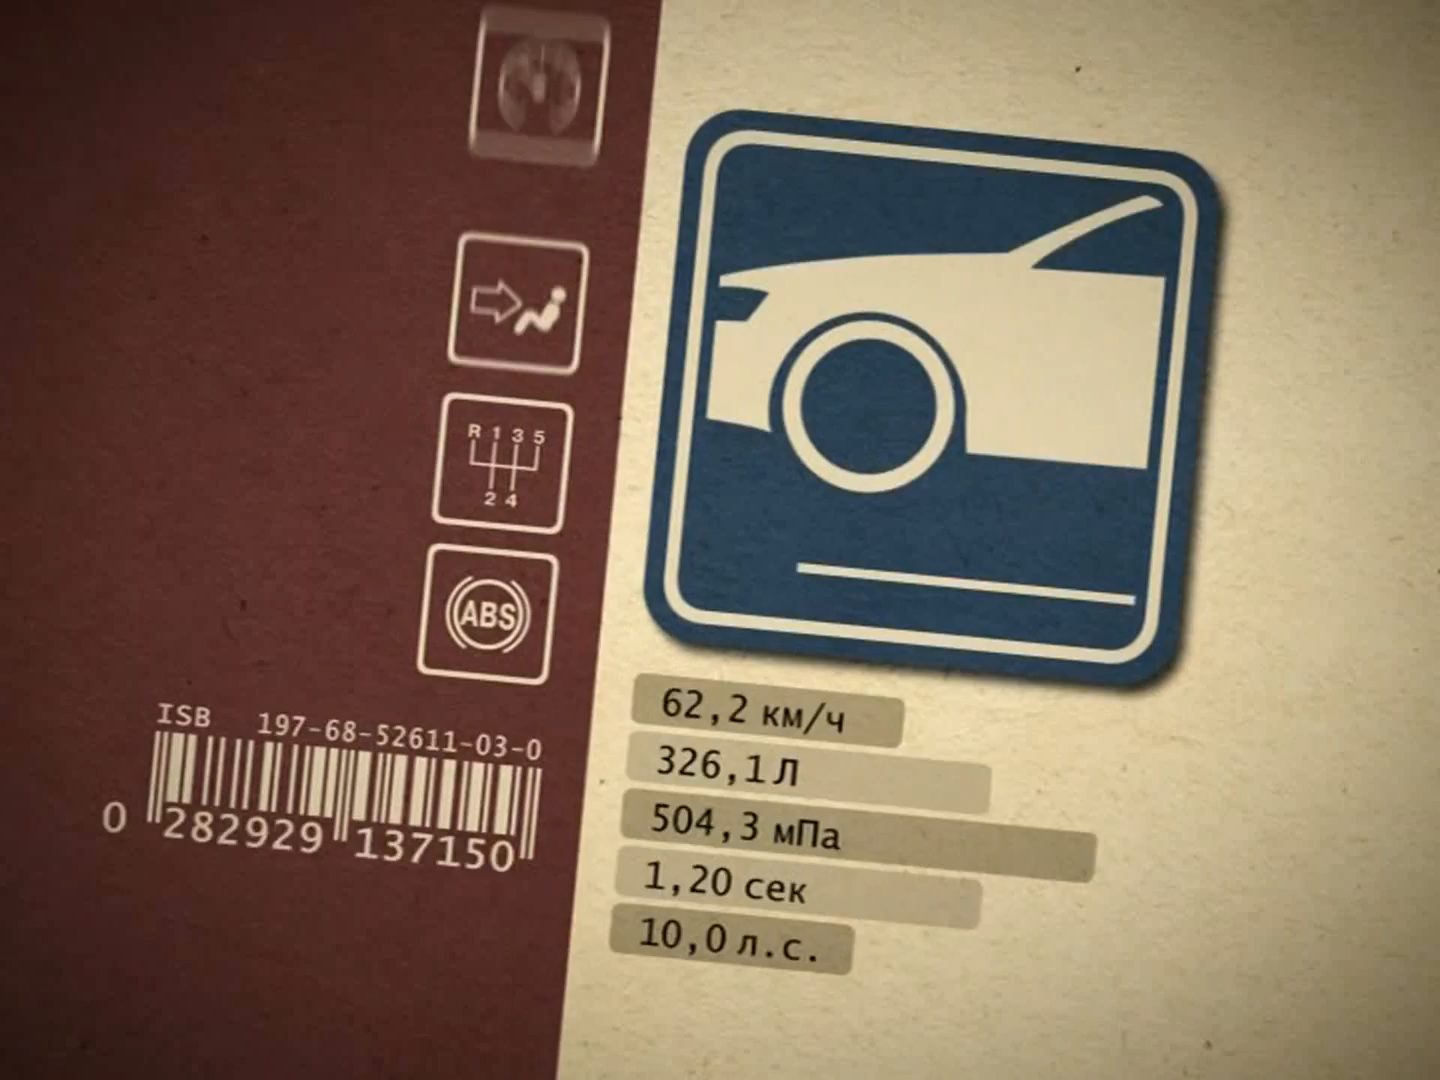 R 1 3 5
2 4
ABS
ISB 197-68-52611-03-0
0 282929 137150
62,2 км/ч
326,1 Л
504,3 мПа
1,20 сек
10,0 л.с.